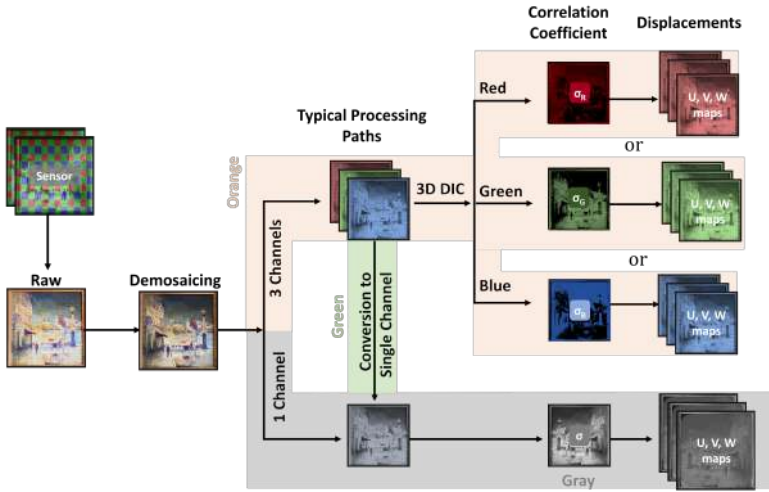 Correlation
Coefficient
Displacements
Typical Processing
Paths
Red
σR
U, V, W
maps
or
Sensor
Orange
3D DIC
Green
σG
U, V, W
maps
or
Raw
Demosaicing
3 Channels
Green
Conversion to
Single Channel
Blue
σB
U, V, W
maps
1 Channel
σ
U, V, W
maps
Gray